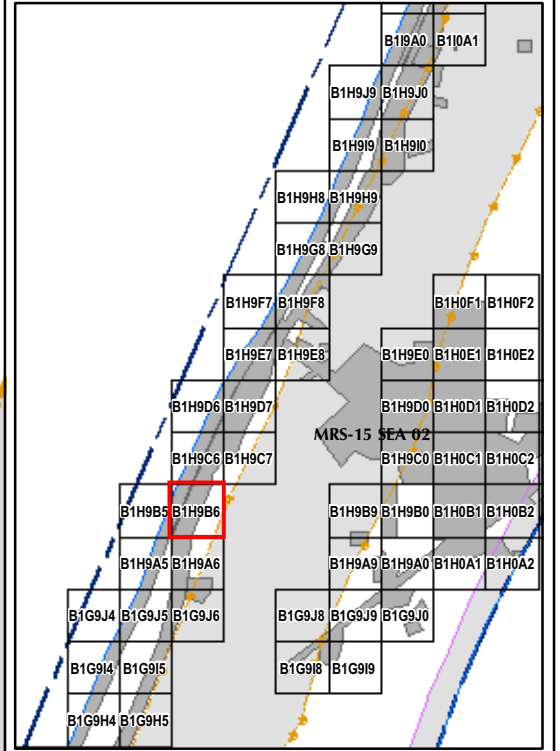 B1I9A0 B1I0A1
B1H9J9 B1H9J0
B1H9I9 B1H9I0
B1H9H8 B1H9H9
B1H9G8 B1H9G9
B1H9F7 B1H9F8 B1H0F1 B1H0F2
B1H9E7 B1H9E8 B1H9E0 B1H0E1 B1H0E2
B1H9D6 B1H9D7 B1H9D0 B1H0D1 B1H0D2
MRS-15 SEA 02
B1H9C6 B1H9C7 B1H9C0 B1H0C1 B1H0C2
B1H9B5 B1H9B6 B1H9B9 B1H9B0 B1H0B1 B1H0B2
B1H9A5 B1H9A6 B1H9A9 B1H9A0 B1H0A1 B1H0A2
B1G9J4 B1G9J5 B1G9J6 B1G9J8 B1G9J9 B1G9J0
B1G9I4 B1G9I5 B1G9I8 B1G9I9
B1G9H4 B1G9H5